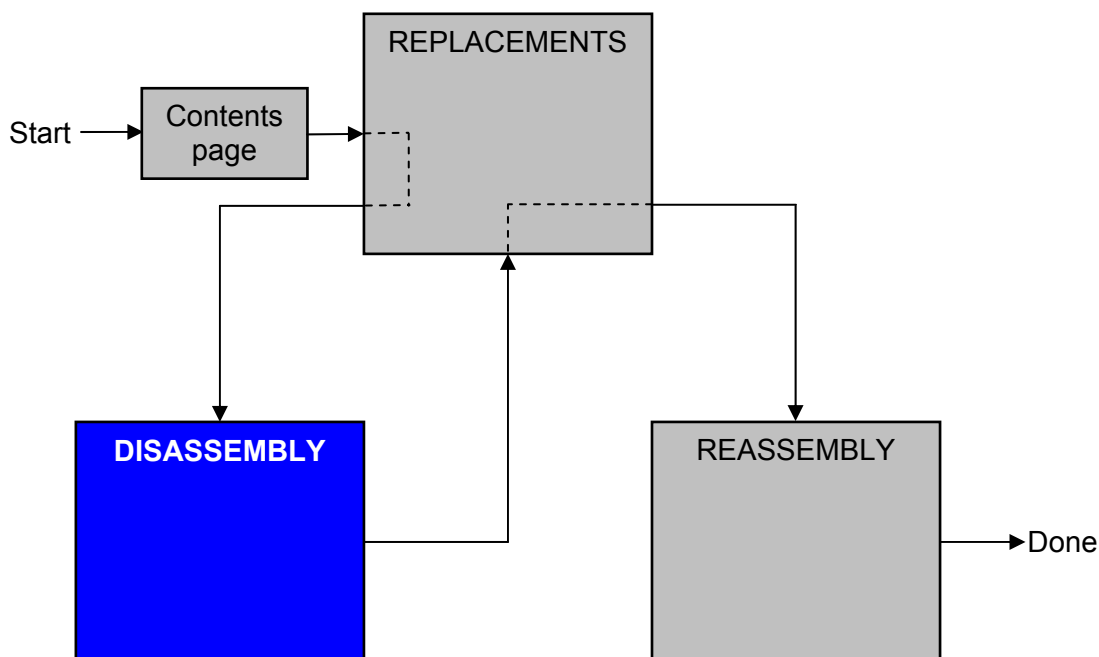 REPLACEMENTS
Start
Contents
page
DISASSEMBLY
REASSEMBLY
Done